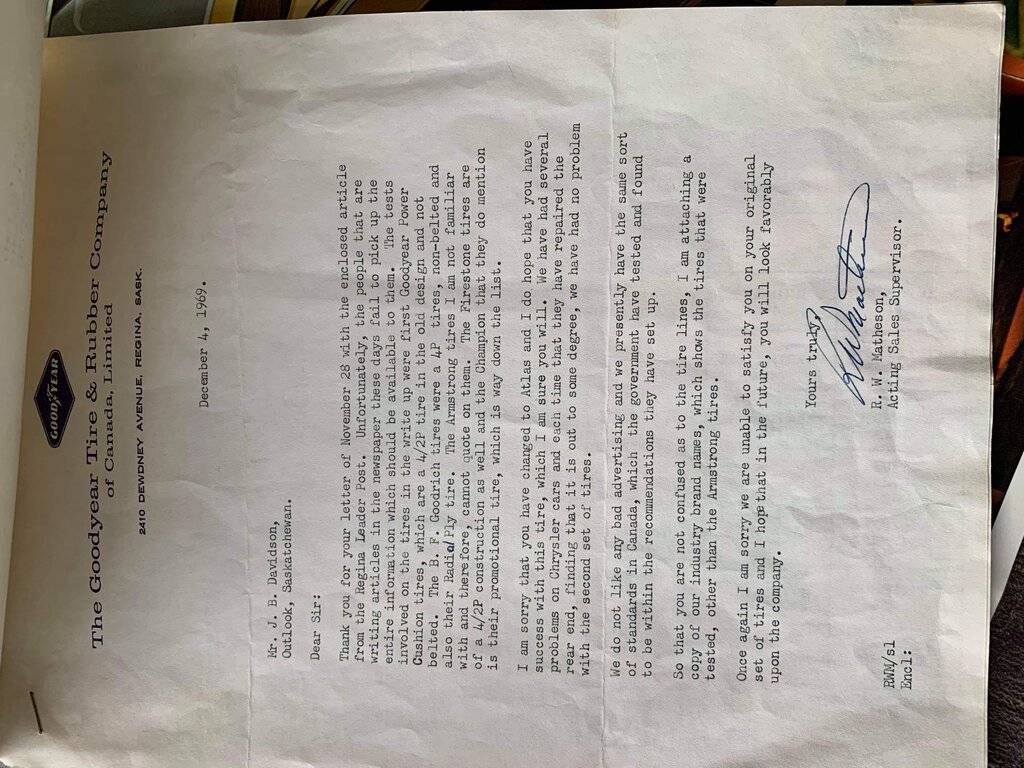 GOODYEAR
The Goodyear Tire & Rubber Company
of Canada, Limited
2410 DEWDNEY AVENUE, REGINA, SASK.
December 4, 1969.
Mr. J. B. Davidson,
Outlook, Saskatchewan.
Dear Sir:
Thank you for your letter of November 28 with the enclosed article
from the Regina Leader Post. Unfortunately, the people that are
writing articles in the newspaper these days fail to pick up the
entire information which should be available to them. The tests
involved on the tires in the write up were first Goodyear Power
Cushion tires, which are a 4/2P tire in the old design and not
belted. The B. F. Goodrich tires were a 4P tires, non-belted and
also their Radial Ply tire. The Armstrong tires I am not familiar
with and therefore, cannot quote on them. The Firestone tires are
of a 4/2P construction as well and the Champion that they do mention
is their promotional tire, which is way down the list.
I am sorry that you have changed to Atlas and I do hope that you have
success with this tire, which I am sure you will. We have had several
problems on Chrysler cars and each time that they have repaired the
rear end, finding that it is out to some degree, we have had no problem
with the second set of tires.
We do not like any bad advertising and we presently have the same sort
of standards in Canada, which the government have tested and found
to be within the recommendations they have set up.
So that you are not confused as to the tire lines, I am attaching a
copy of our industry brand names, which shows the tires that were
tested, other than the Armstrong tires.
Once again I am sorry we are unable to satisfy you on your original
set of tires and I hope that in the future, you will look favorably
upon the company.
Yours truly,
R. W. Matheson,
Acting Sales Supervisor.
RWM/sl
Encl: